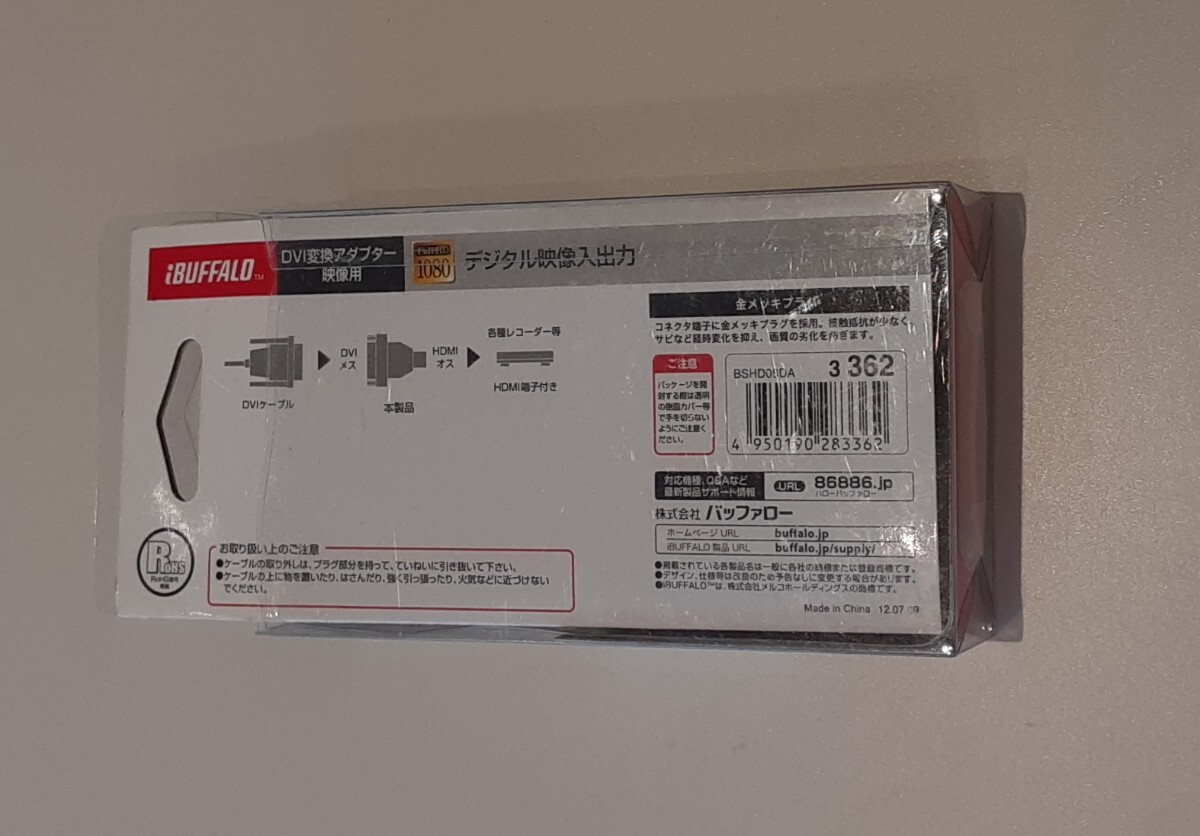 iBUFFALO™
DVI変換アダプター
映像用
Full HD
1080
デジタル映像入出力
DVIケーブル
DVI
メス
本製品
HDMI
オス
各種レコーダー等
HDMI端子付き
金メッキプラグ
コネクタ端子に金メッキプラグを採用。接触抵抗が少なく
サビなど経時変化を抑え、画質の劣化を防ぎます。
ご注意
パッケージを開
封する際は透明
の樹脂カバー等
で手を切らない
ようにご注意く
ださい。
3 362
4 950190 283362
対応機種、Q&Aなど
最新製品サポート情報
URL 86886.jp
ハローバッファロー
株式会社 バッファロー
ホームページ URL buffalo.jp
iBUFFALO 製品 URL buffalo.jp/supply/
●掲載されている各製品名は一般に各社の商標または登録商標です。
●デザイン、仕様等は改良のため予告なしに変更する場合があります。
●iBUFFALO™は、株式会社メルコホールディングスの商標です。
Made in China 12.07
RoHS
お取り扱い上のご注意
●ケーブルの取り外しは、プラグ部分を持って、ていねいに引き抜いて下さい。
●ケーブルの上に物を置いたり、はさんだり、強く引っ張ったり、火気などに近づけない
でください。